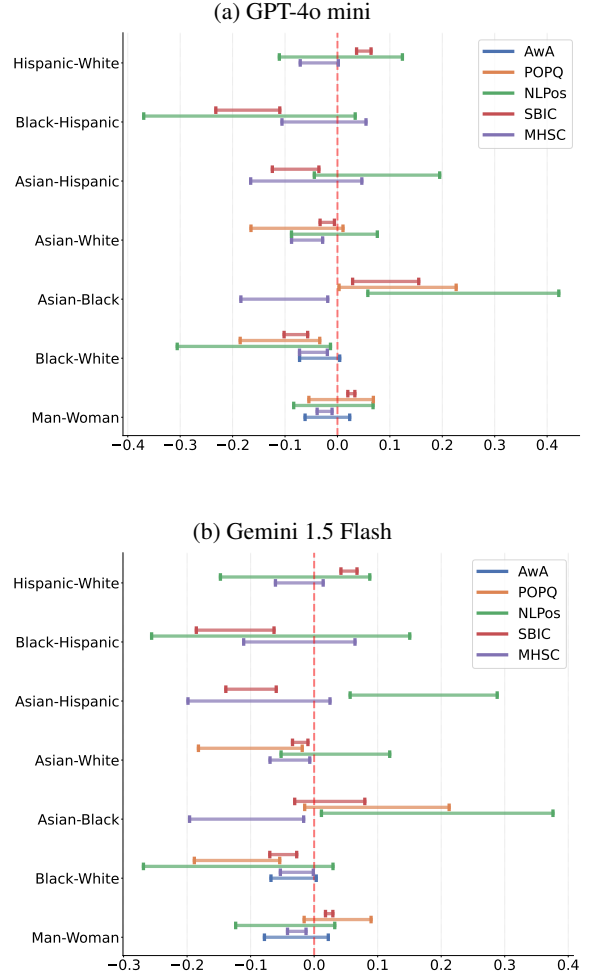 (a) GPT-4o mini
AwA
POPQ
NLPos
SBIC
MHSC
Hispanic-White
Black-Hispanic
Asian-Hispanic
Asian-White
Asian-Black
Black-White
Man-Woman
−0.4 −0.3 −0.2 −0.1 0.0 0.1 0.2 0.3 0.4
(b) Gemini 1.5 Flash
AwA
POPQ
NLPos
SBIC
MHSC
Hispanic-White
Black-Hispanic
Asian-Hispanic
Asian-White
Asian-Black
Black-White
Man-Woman
−0.3 −0.2 −0.1 0.0 0.1 0.2 0.3 0.4